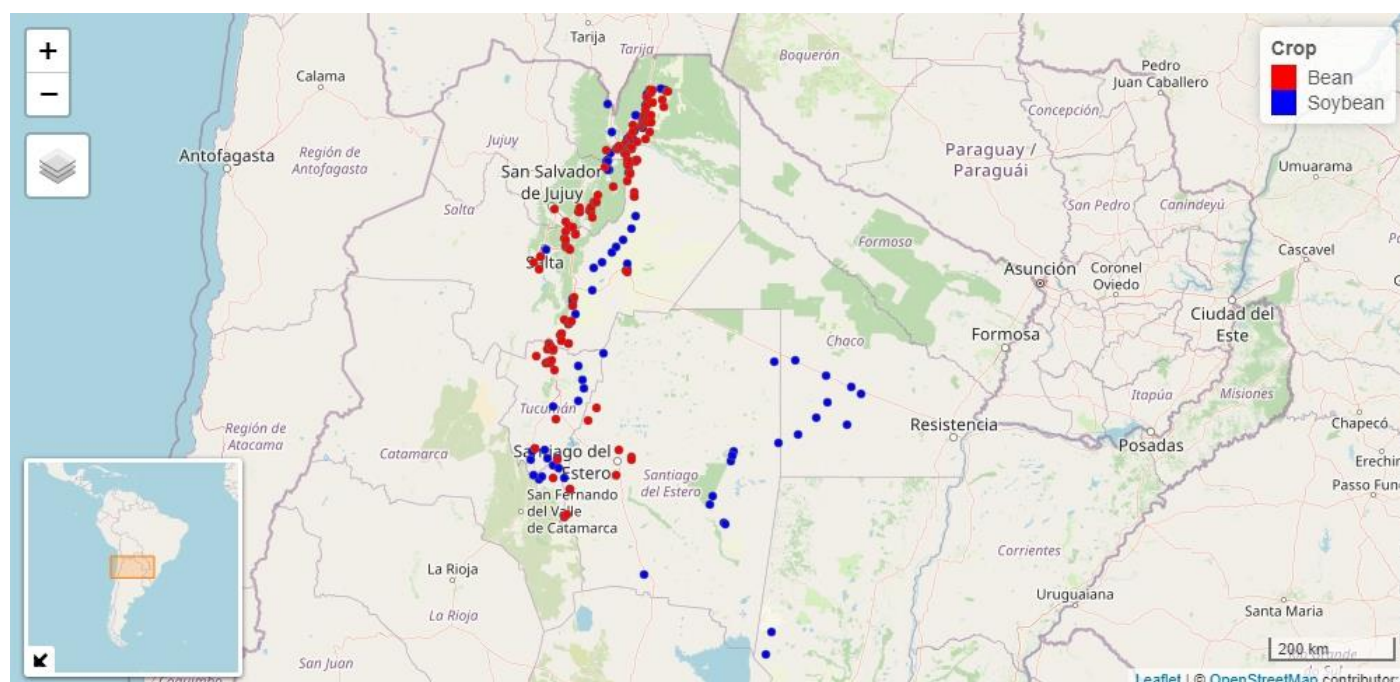 +
−
Crop
Bean
Soybean
Tarija
Tarija
Boquerón
Pedro
Juan Caballero
Calama
Concepción
Jujuy
Antofagasta
Región de
Antofagasta
Paraguay /
Paraguái
Umuarama
San Salvador
de Jujuy
Salta
San Pedro
Canindeyú
Formosa
Cascavel
Salta
Asunción
Coronel
Oviedo
Ciudad del
Este
Formosa
Chaco
Itapúa
Misiones
Tucumán
Región de
Atacama
Resistencia
Chapecó
Catamarca
Santiago del
Estero
Posadas
Santiago
del Estero
San Fernando
del Valle
de Catamarca
Passo Fun
Corrientes
La Rioja
Uruguaiana
La Rioja
Santa Maria
San Juan
200 km
Leaflet | © OpenStreetMap contributor